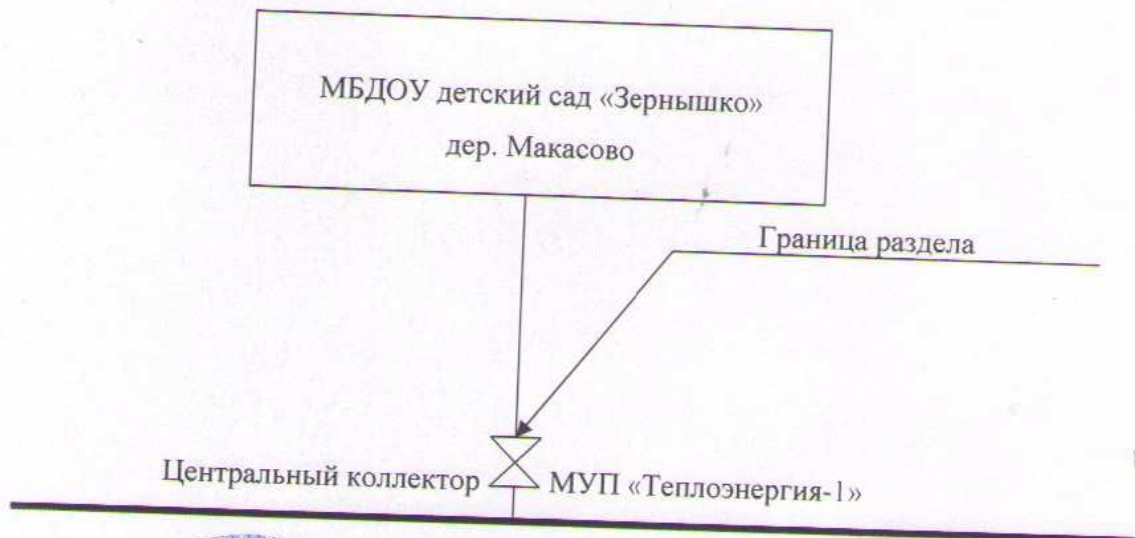 МБДОУ детский сад «Зернышко»
дер. Макасово
Граница раздела
Центральный коллектор
МУП «Теплоэнергия-1»